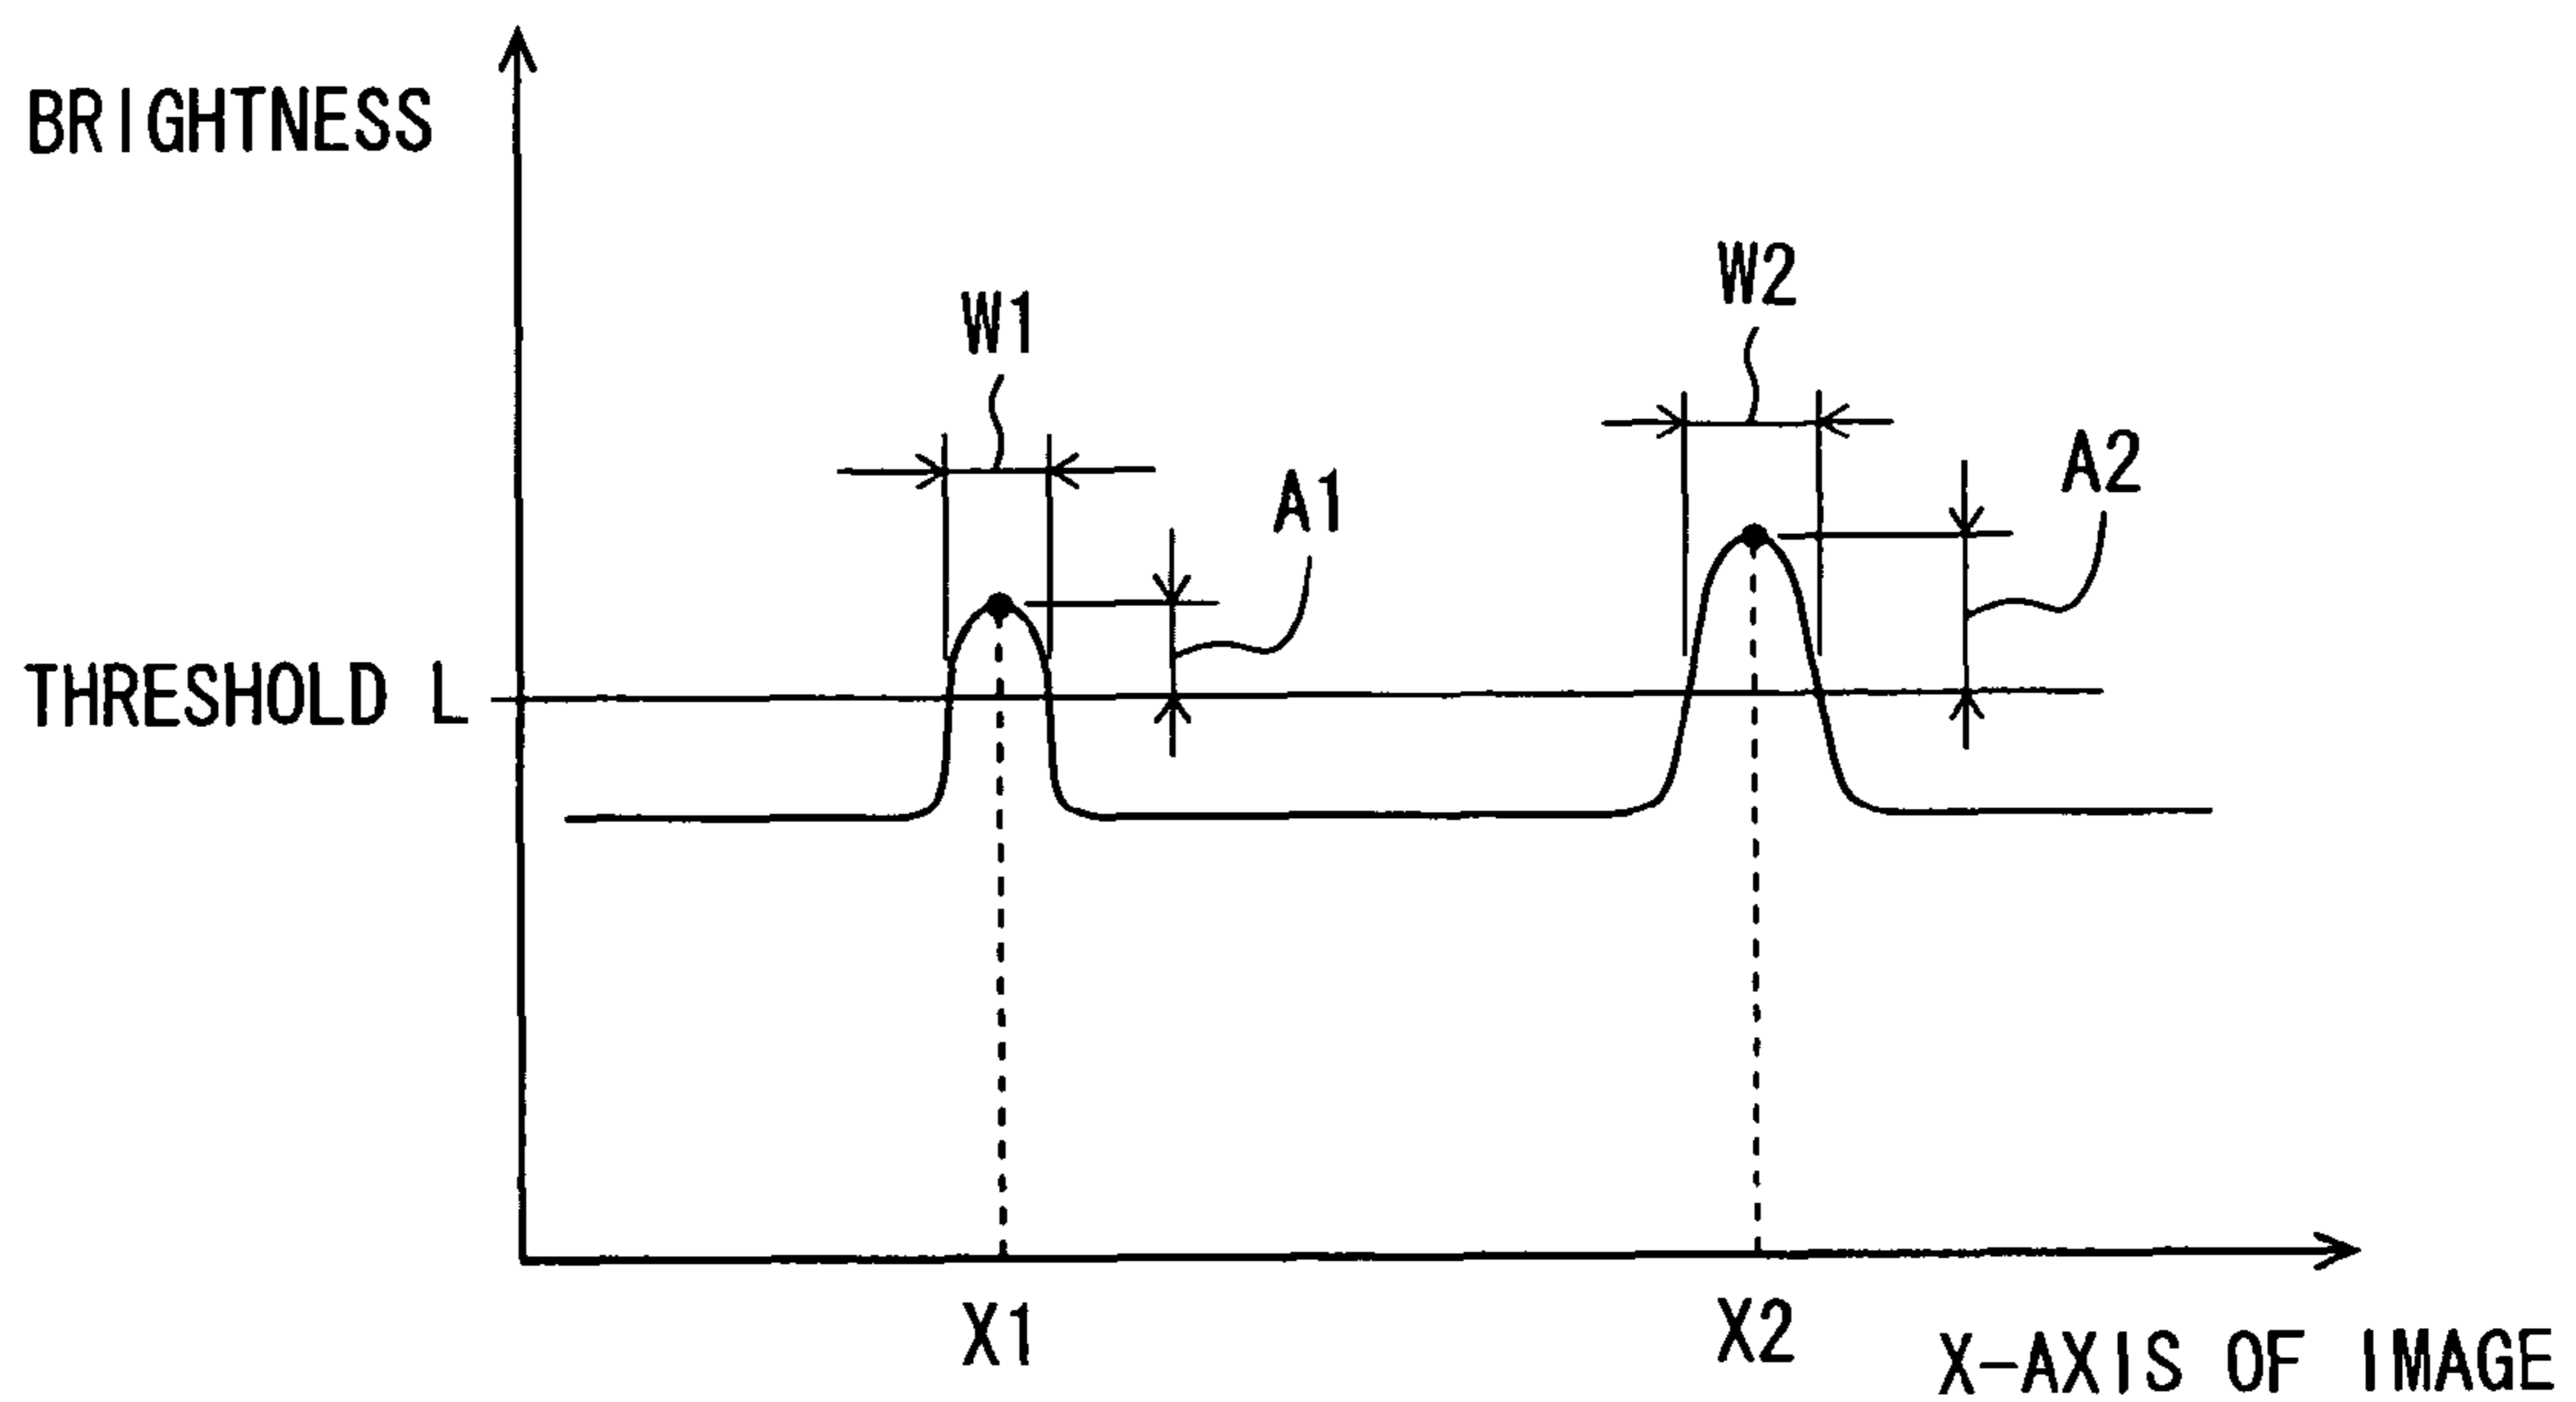 BRIGHTNESS
W2
W1
A2
A1
THRESHOLD L
X1
X2
X-AXIS OF IMAGE